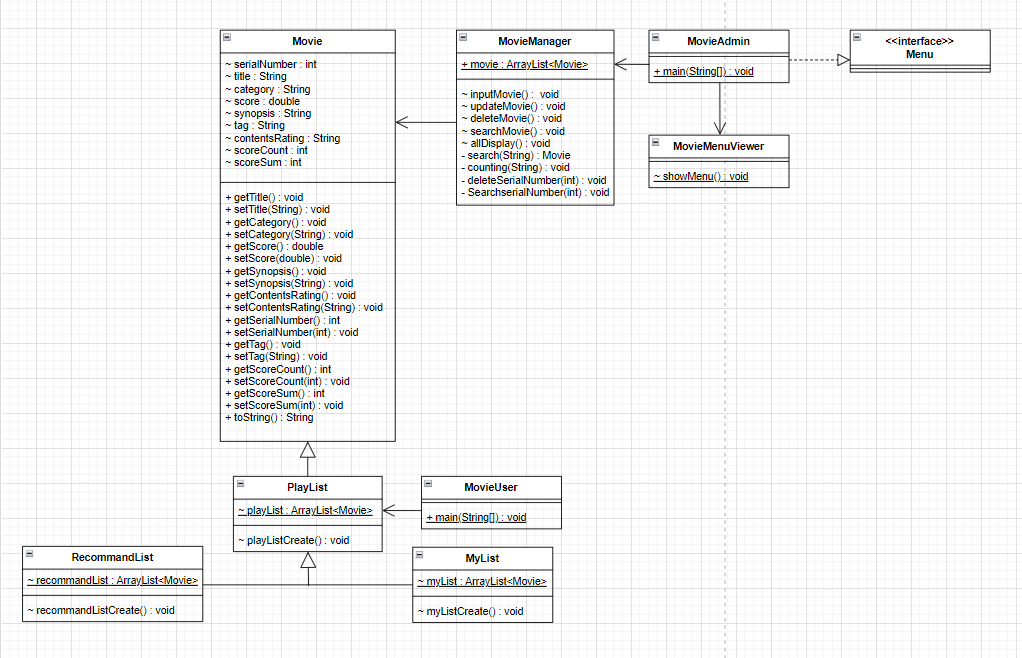 Movie
~ serialNumber : int
~ title : String
~ category : String
~ score : double
~ synopsis : String
~ tag : String
~ contentsRating : String
~ scoreCount : int
~ scoreSum : int
+ getTitle() : void
+ setTitle(String) : void
+ getCategory() : void
+ setCategory(String) : void
+ getScore() : double
+ setScore(double) : void
+ getSynopsis() : void
+ setSynopsis(String) : void
+ getContentsRating() : void
+ setContentsRating(String) : void
+ getSerialNumber() : int
+ setSerialNumber(int) : void
+ getTag() : void
+ setTag(String) : void
+ getScoreCount() : int
+ setScoreCount(int) : void
+ getScoreSum() : int
+ setScoreSum(int) : void
+ toString() : String
MovieManager
+ movie : ArrayList<Movie>
~ inputMovie() : void
~ updateMovie() : void
~ deleteMovie() : void
~ searchMovie() : void
~ allDisplay() : void
- search(String) : Movie
- counting(String) : void
- deleteSerialNumber(int) : void
- SearchserialNumber(int) : void
MovieAdmin
+ main(String[]) : void
<<interface>>
Menu
MovieMenuViewer
~ showMenu() : void
PlayList
~ playList : ArrayList<Movie>
~ playListCreate() : void
MovieUser
+ main(String[]) : void
RecommandList
~ recommandList : ArrayList<Movie>
~ recommandListCreate() : void
MyList
~ myList : ArrayList<Movie>
~ myListCreate() : void